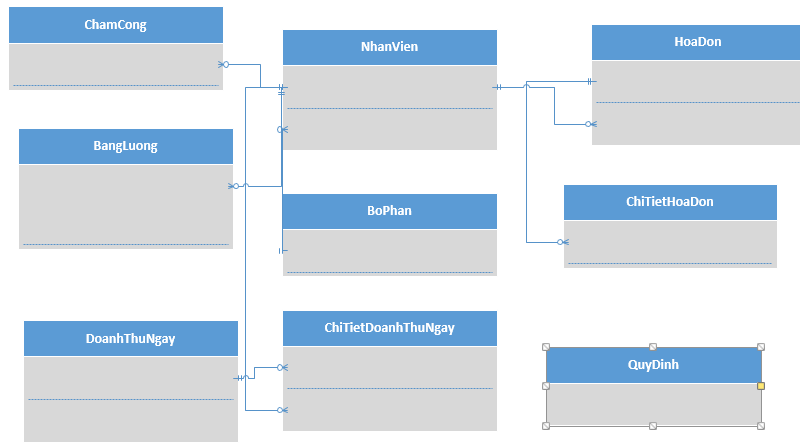 ChamCong
NhanVien
HoaDon
BangLuong
BoPhan
ChiTietHoaDon
DoanhThuNgay
ChiTietDoanhThuNgay
QuyDinh